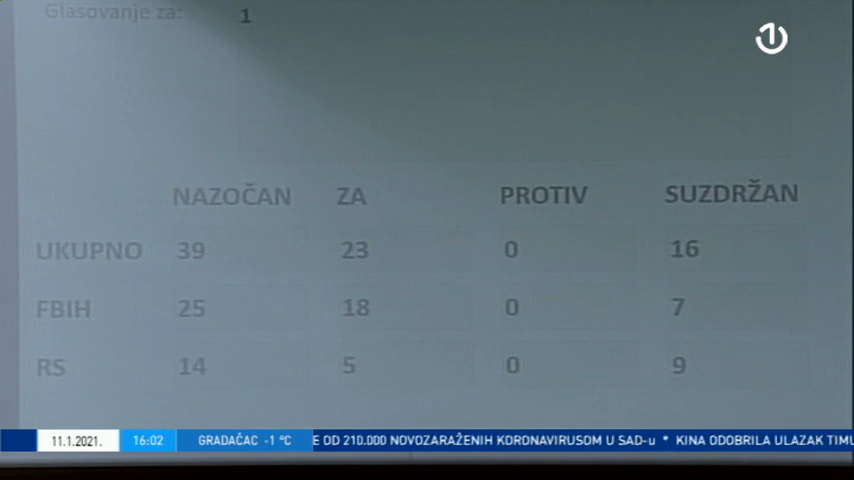 Glasovanje za: 1
NAZOČAN ZA PROTIV SUZDRŽAN
UKUPNO 39 23 0 16
FBIH 25 18 0 7
RS 14 5 0 9
11.1.2021. 16:02 GRADAČAC -1 °C E OD 210.000 NOVOZARAŽENIH KORONAVIRUSOM U SAD-u * KINA ODOBRILA ULAZAK TIMU